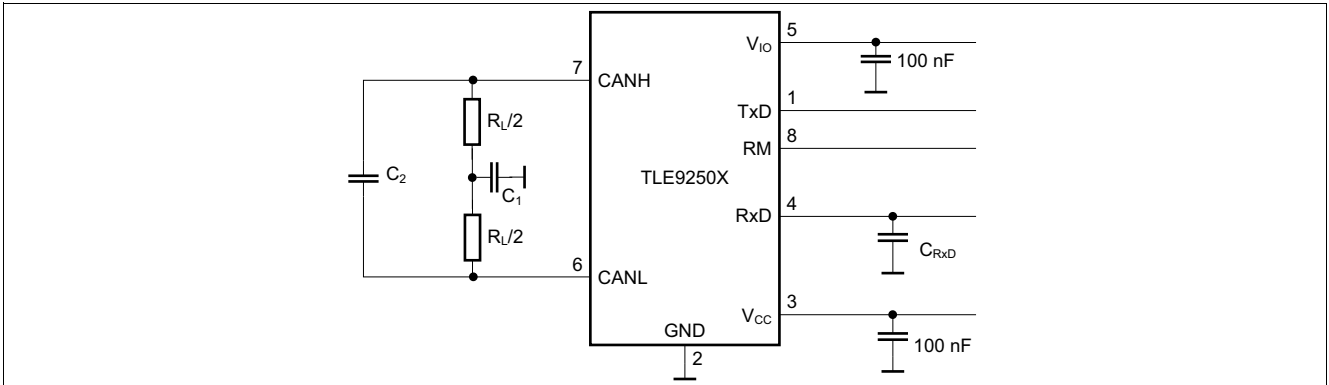 5
V_IO
100 nF
7
CANH
1
TxD
R_L/2
8
RM
C_2
TLE9250X
C_1
4
RxD
R_L/2
C_RxD
6
CANL
3
V_CC
GND
100 nF
2